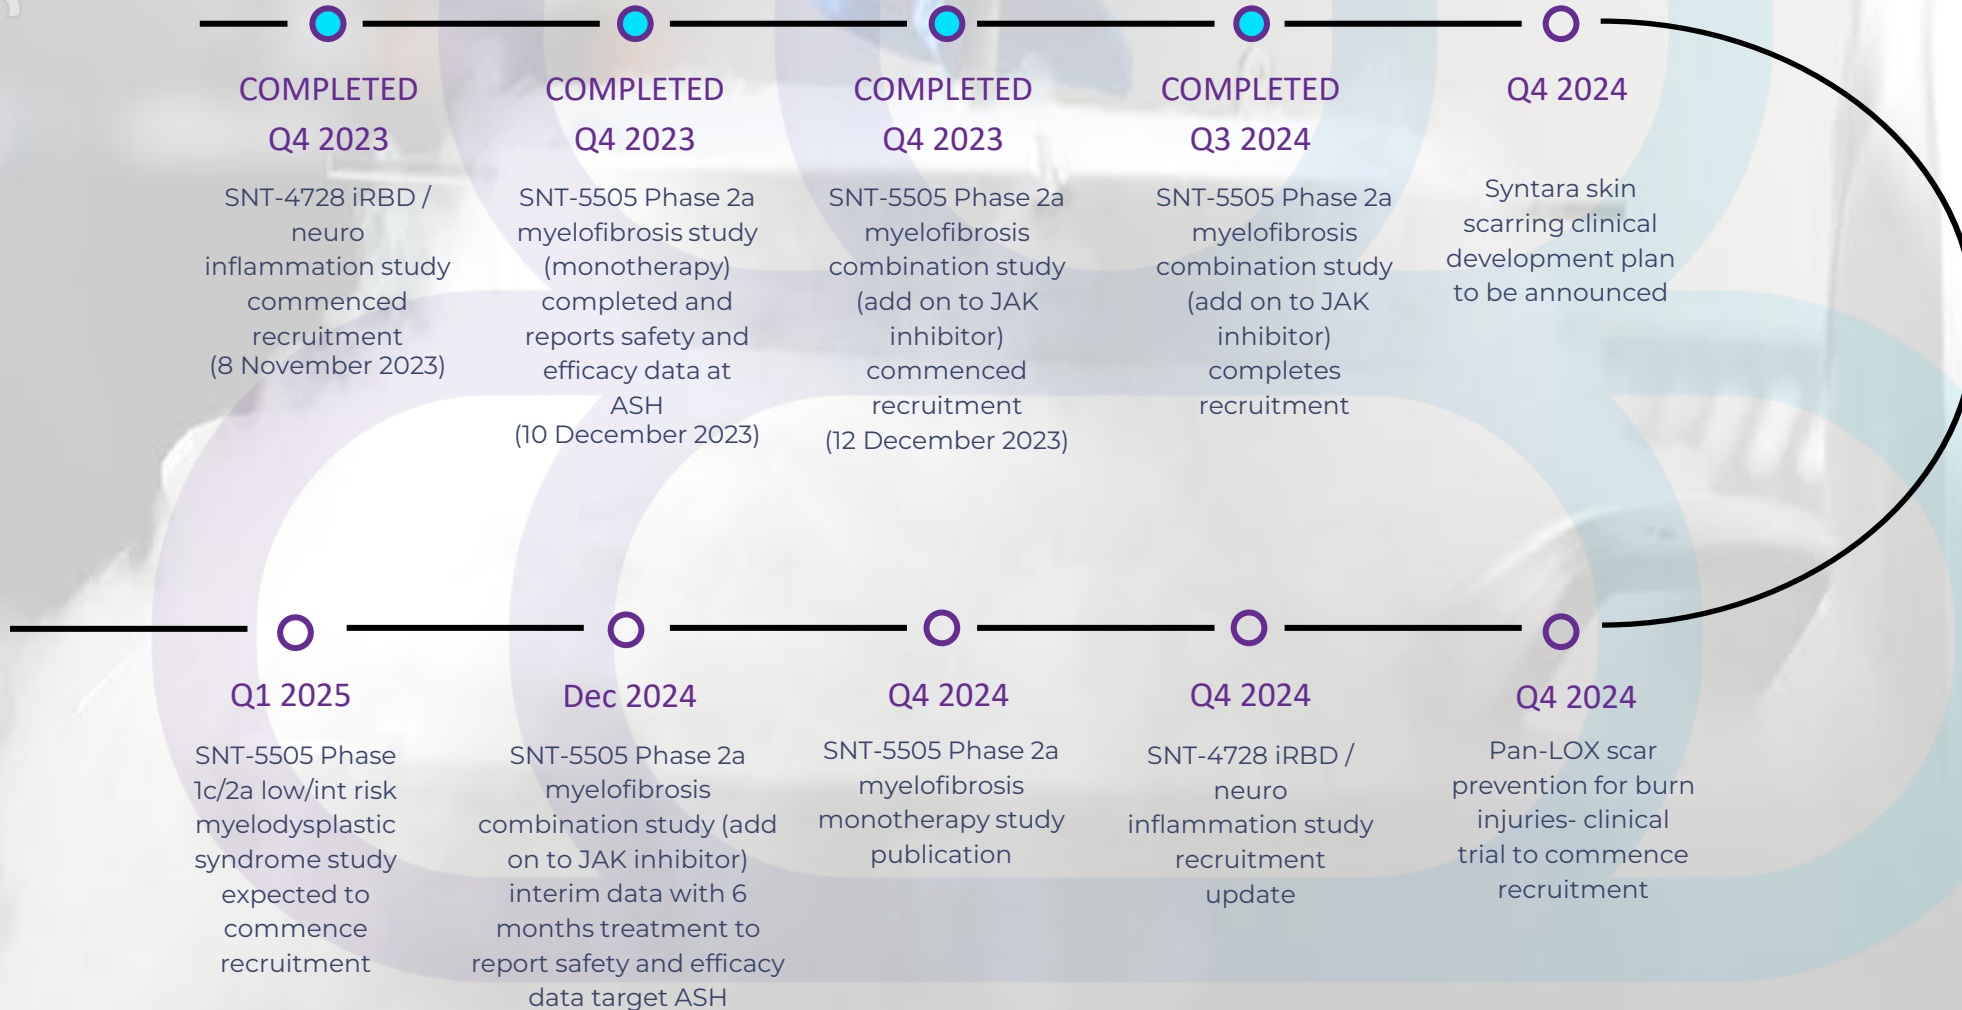 COMPLETED
Q4 2023
SNT-4728 iRBD /
neuro
inflammation study
commenced
recruitment
(8 November 2023)
COMPLETED
Q4 2023
SNT-5505 Phase 2a
myelofibrosis study
(monotherapy)
completed and
reports safety and
efficacy data at
ASH
(10 December 2023)
COMPLETED
Q4 2023
SNT-5505 Phase 2a
myelofibrosis
combination study
(add on to JAK
inhibitor)
commenced
recruitment
(12 December 2023)
COMPLETED
Q3 2024
SNT-5505 Phase 2a
myelofibrosis
combination study
(add on to JAK
inhibitor)
completes
recruitment
Q4 2024
Syntara skin
scarring clinical
development plan
to be announced
Q1 2025
SNT-5505 Phase
1c/2a low/int risk
myelodysplastic
syndrome study
expected to
commence
recruitment
Dec 2024
SNT-5505 Phase 2a
myelofibrosis
combination study (add
on to JAK inhibitor)
interim data with 6
months treatment to
report safety and efficacy
data target ASH
Q4 2024
SNT-5505 Phase 2a
myelofibrosis
monotherapy study
publication
Q4 2024
SNT-4728 iRBD /
neuro
inflammation study
recruitment
update
Q4 2024
Pan-LOX scar
prevention for burn
injuries- clinical
trial to commence
recruitment